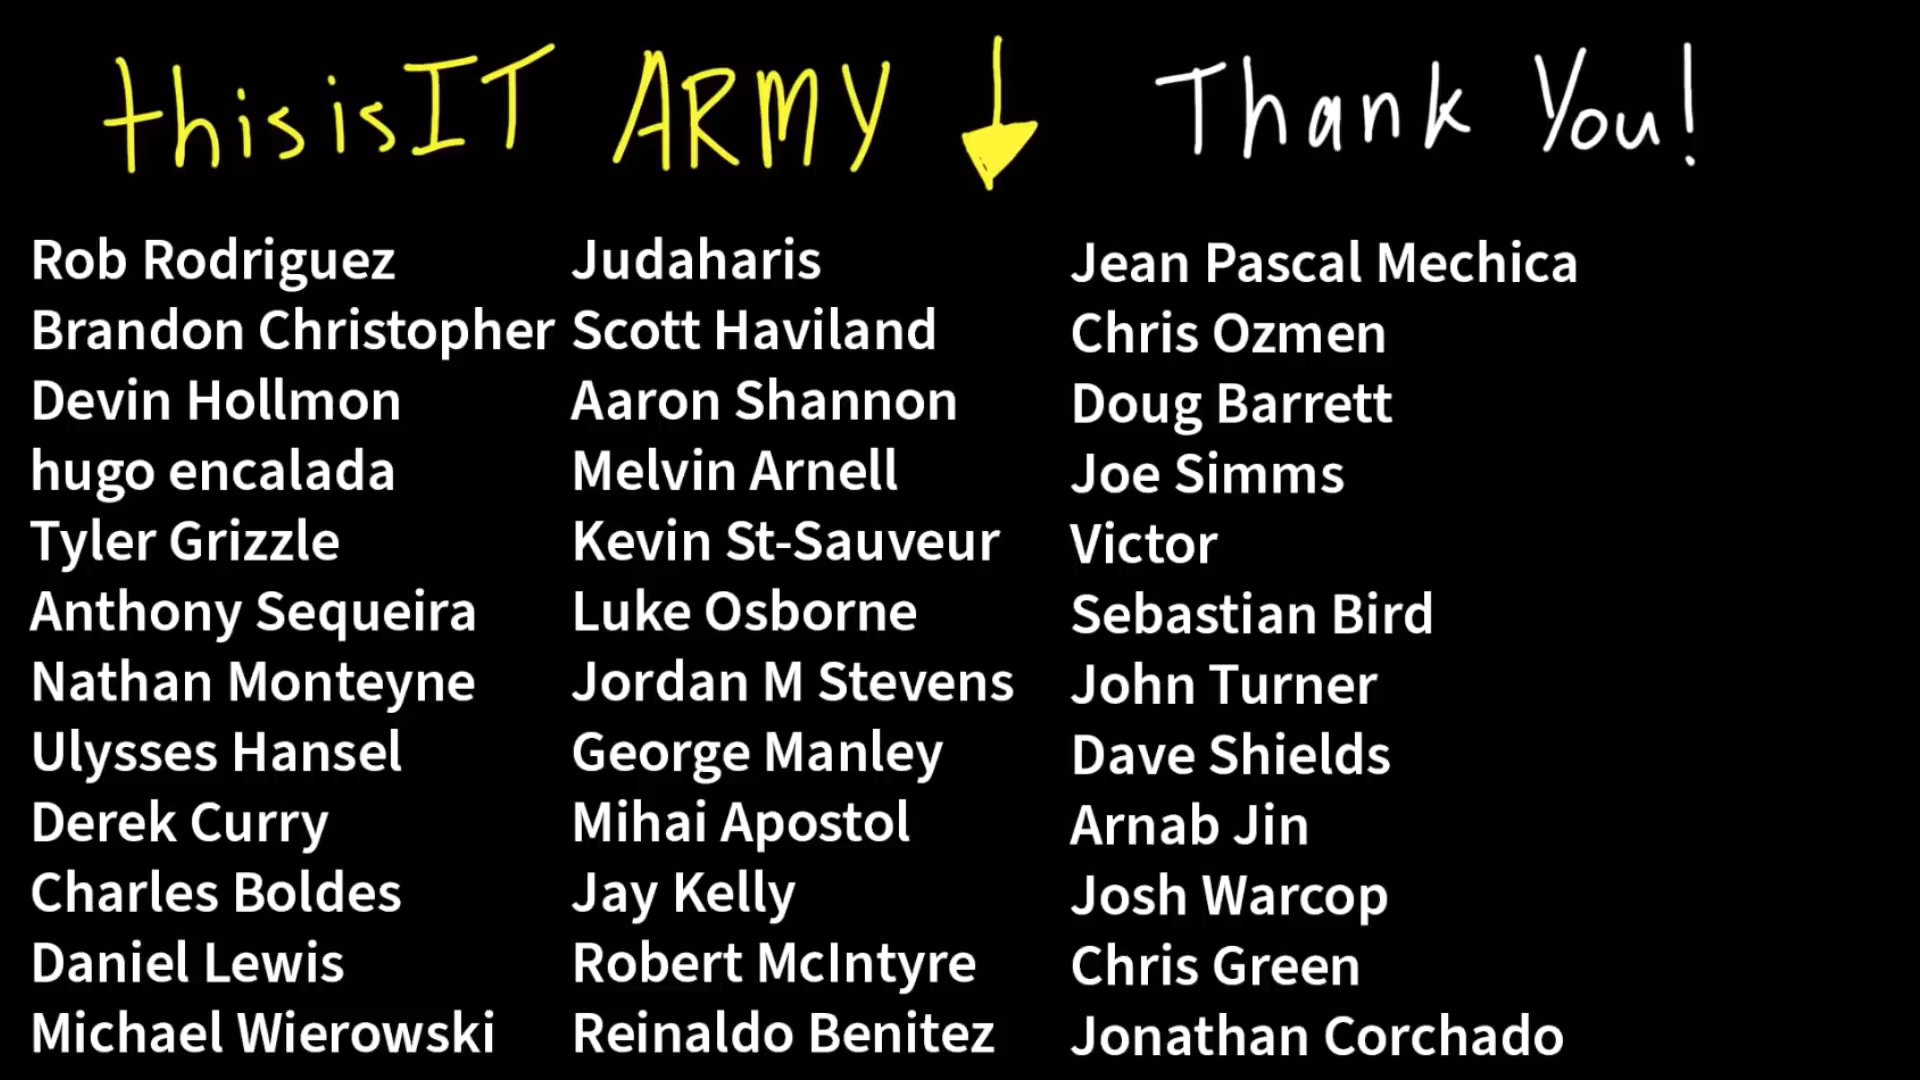 thisisIT ARMY Thank You!
Rob Rodriguez
Brandon Christopher
Devin Hollmon
hugo encalada
Tyler Grizzle
Anthony Sequeira
Nathan Monteyne
Ulysses Hansel
Derek Curry
Charles Boldes
Daniel Lewis
Michael Wierowski
Judaharis
Scott Haviland
Aaron Shannon
Melvin Arnell
Kevin St-Sauveur
Luke Osborne
Jordan M Stevens
George Manley
Mihai Apostol
Jay Kelly
Robert McIntyre
Reinaldo Benitez
Jean Pascal Mechica
Chris Ozmen
Doug Barrett
Joe Simms
Victor
Sebastian Bird
John Turner
Dave Shields
Arnab Jin
Josh Warcop
Chris Green
Jonathan Corchado